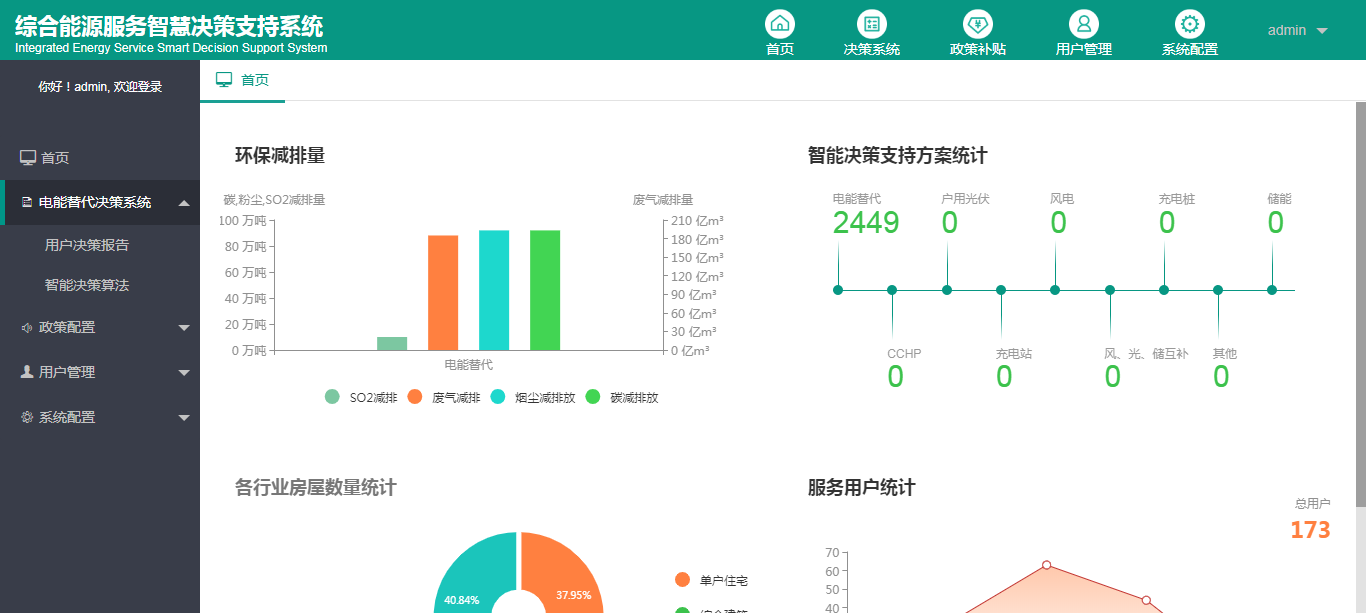 综合能源服务智慧决策支持系统
Integrated Energy Service Smart Decision Support System
首页
决策系统
政策补贴
用户管理
系统配置
admin
你好！admin, 欢迎登录
首页
电能替代决策系统
用户决策报告
智能决策算法
政策配置
用户管理
系统配置
首页
环保减排量
碳,粉尘,SO2减排量
废气减排量
100 万吨
80 万吨
60 万吨
40 万吨
20 万吨
0 万吨
210 亿m³
180 亿m³
150 亿m³
120 亿m³
90 亿m³
60 亿m³
30 亿m³
0 亿m³
电能替代
SO2减排
废气减排
烟尘减排放
碳减排放
智能决策支持方案统计
电能替代
2449
户用光伏
0
风电
0
充电桩
0
储能
0
CCHP
0
充电站
0
风、光、储互补
0
其他
0
各行业房屋数量统计
40.84%
37.95%
单户住宅
服务用户统计
总用户
173
70
60
50
40